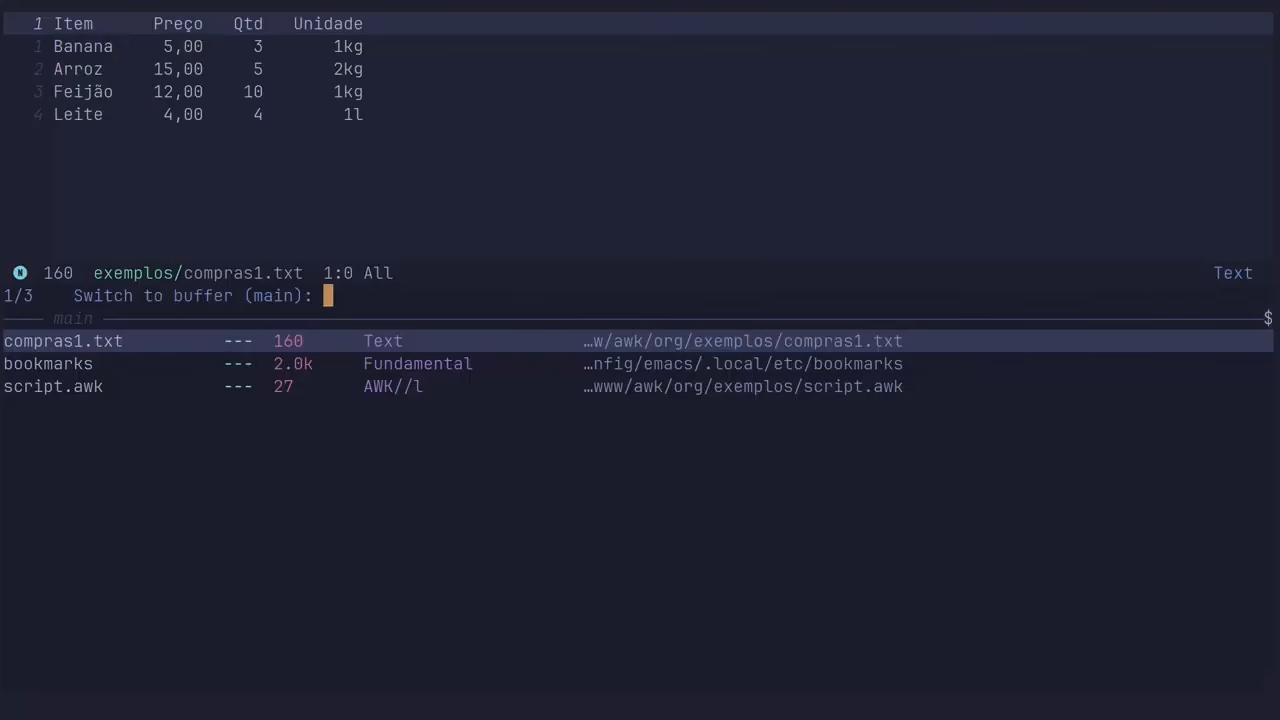 1 Item      Preço   Qtd   Unidade
1 Banana     5,00     3       1kg
2 Arroz     15,00     5       2kg
3 Feijão    12,00    10       1kg
4 Leite      4,00     4        1l
N 160 exemplos/compras1.txt 1:0 All Text
1/3 Switch to buffer (main):
main $
compras1.txt --- 160 Text …w/awk/org/exemplos/compras1.txt
bookmarks --- 2.0k Fundamental …nfig/emacs/.local/etc/bookmarks
script.awk --- 27 AWK//l …www/awk/org/exemplos/script.awk